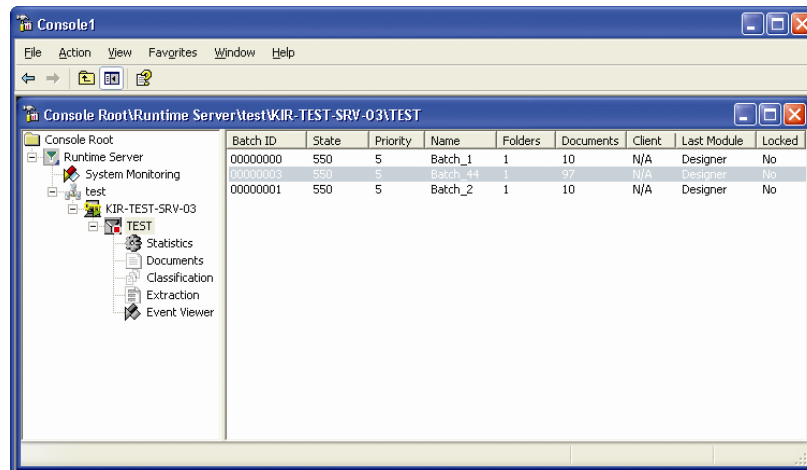 Console1
File Action View Favorites Window Help
Console Root\Runtime Server\test\KIR-TEST-SRV-03\TEST
Console Root
Runtime Server
System Monitoring
test
KIR-TEST-SRV-03
TEST
Statistics
Documents
Classification
Extraction
Event Viewer
Batch ID State Priority Name Folders Documents Client Last Module Locked
00000000 550 5 Batch_1 1 10 N/A Designer No
00000003 550 5 Batch_44 1 97 N/A Designer No
00000001 550 5 Batch_2 1 10 N/A Designer No